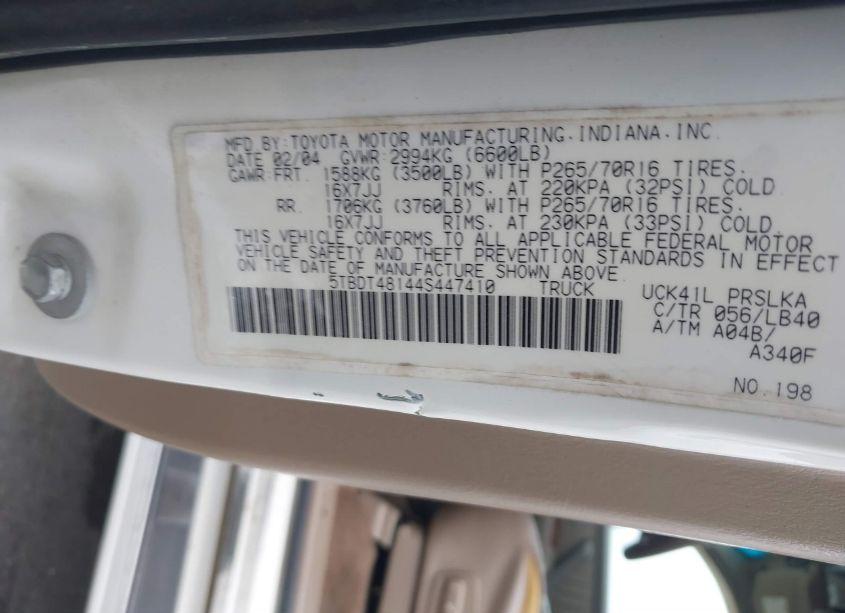 MFD.BY:TOYOTA MOTOR MANUFACTURING.INDIANA.INC.
DATE 02/04 GVWR:2994KG (6600LB)
GAWR:FRT. 1588KG (3500LB) WITH P265/70R16 TIRES.
16X7JJ RIMS. AT 220KPA (32PSI) COLD.
RR. 1706KG (3760LB) WITH P265/70R16 TIRES.
16X7JJ RIMS. AT 230KPA (33PSI) COLD.
THIS VEHICLE CONFORMS TO ALL APPLICABLE FEDERAL MOTOR
VEHICLE SAFETY AND THEFT PREVENTION STANDARDS IN EFFECT
ON THE DATE OF MANUFACTURE SHOWN ABOVE.
5TBDT48144S447410 TRUCK
UCK41L PRSLKA
C/TR 056/LB40
A/TM A04B/
A340F
NO.198